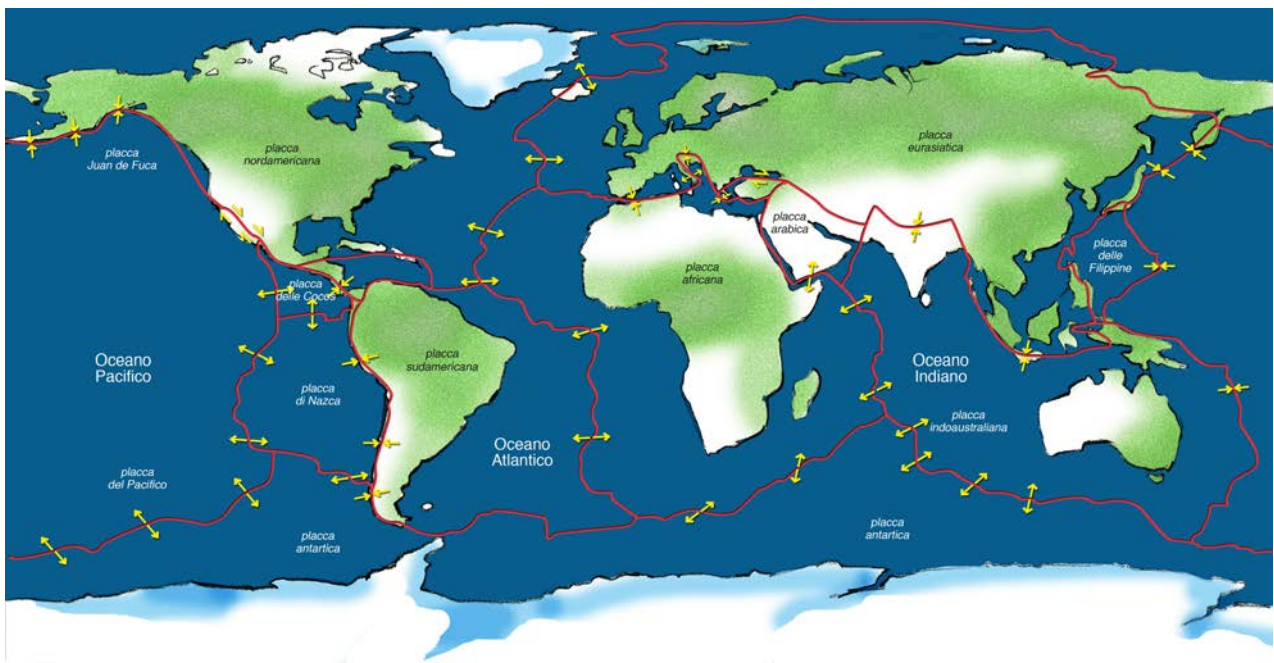 placca
Juan de Fuca
placca
nordamericana
placca
eurasiatica
placca
arabica
placca
delle
Filippine
placca
africana
placca
delle Cocos
Oceano
Pacifico
placca
sudamericana
Oceano
Indiano
placca
di Nazca
placca
indoaustraliana
Oceano
Atlantico
placca
del Pacifico
placca
antartica
placca
antartica